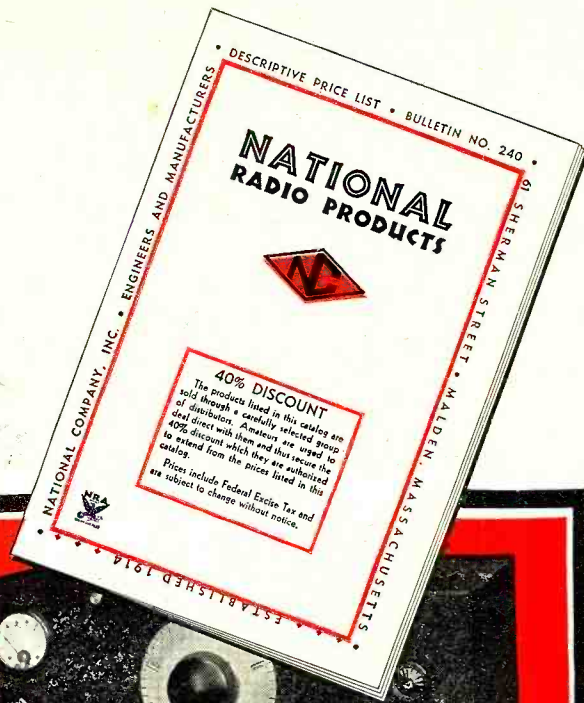 • DESCRIPTIVE PRICE LIST • BULLETIN NO. 240 •
61 SHERMAN STREET • MALDEN, MASSACHUSETTS
NATIONAL COMPANY, INC. • ENGINEERS AND MANUFACTURERS
NATIONAL
RADIO PRODUCTS
NC
40% DISCOUNT
The products listed in this catalog are
sold through a carefully selected group
of distributors. Amateurs are urged to
deal direct with them and thus secure the
40% discount which they are authorized
to extend from the prices listed in this
catalog.
Prices include Federal Excise Tax and
are subject to change without notice.
NRA
ESTABLISHED 1914